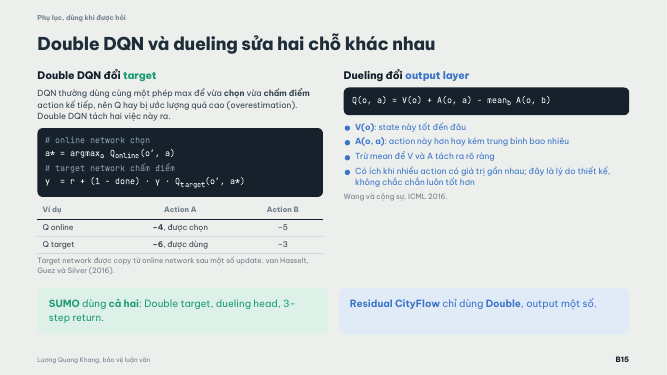 Phụ lục, dùng khi được hỏi
Double DQN và dueling sửa hai chỗ khác nhau
Double DQN đổi target
DQN thường dùng cùng một phép max để vừa chọn vừa chấm điểm
action kế tiếp, nên Q hay bị ước lượng quá cao (overestimation).
Double DQN tách hai việc này ra.
# online network chọn
a* = argmaxₐ Q_online(o', a)
# target network chấm điểm
y = r + (1 - done) · γ · Q_target(o', a*)
Ví dụ Action A Action B
Q online −4, được chọn −5
Q target −6, được dùng −3
Target network được copy từ online network sau một số update. van Hasselt,
Guez và Silver (2016).
Dueling đổi output layer
Q(o, a) = V(o) + A(o, a) - mean_b A(o, b)
V(o): state này tốt đến đâu
A(o, a): action này hơn hay kém trung bình bao nhiêu
Trừ mean để V và A tách ra rõ ràng
Có ích khi nhiều action có giá trị gần nhau; đây là lý do thiết kế,
không chắc chắn luôn tốt hơn
Wang và cộng sự, ICML 2016.
SUMO dùng cả hai: Double target, dueling head, 3-
step return.
Residual CityFlow chỉ dùng Double, output một số.
Lương Quang Khang, bảo vệ luận văn
B15